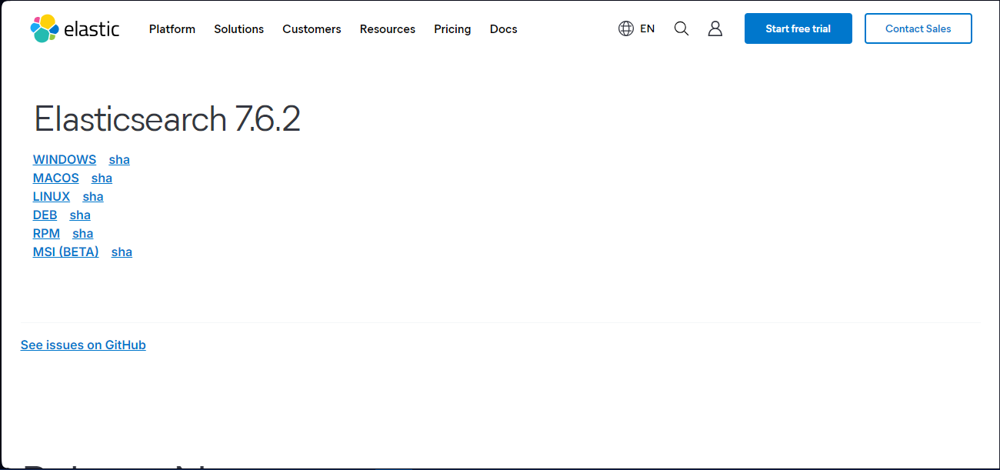 elastic Platform Solutions Customers Resources Pricing Docs EN Start free trial Contact Sales
Elasticsearch 7.6.2
WINDOWS sha
MACOS sha
LINUX sha
DEB sha
RPM sha
MSI (BETA) sha
See issues on GitHub